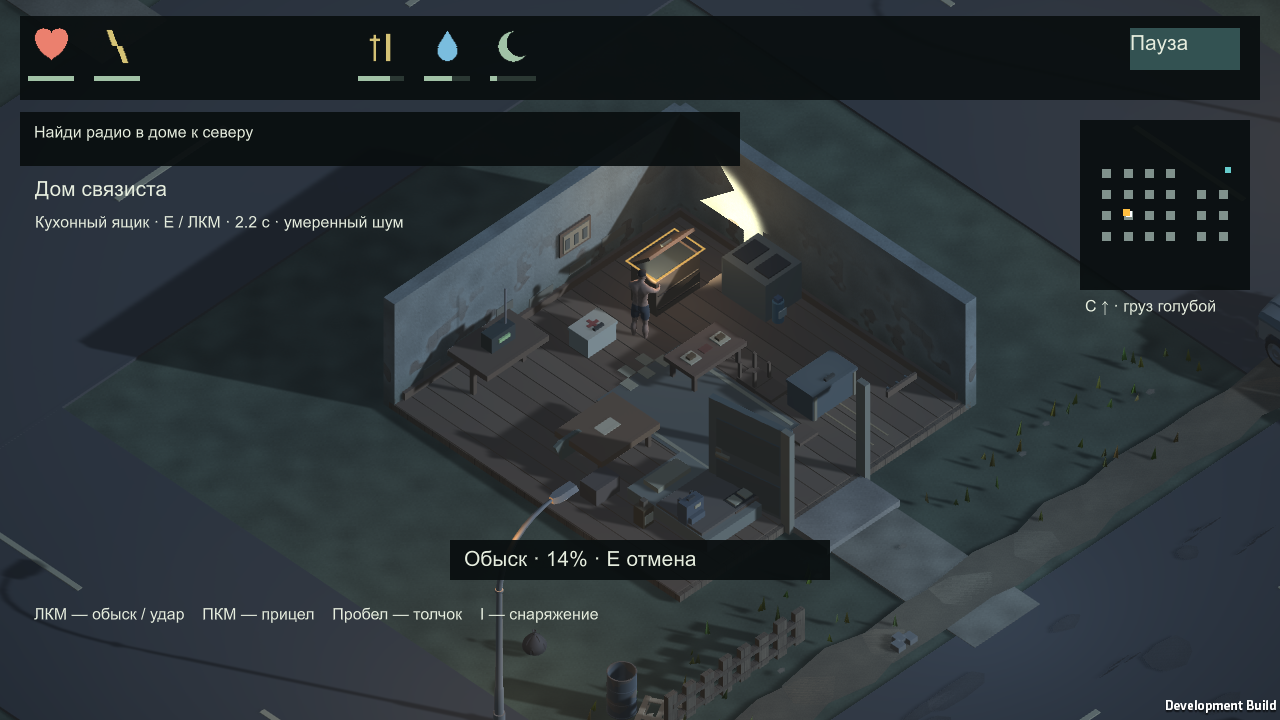 Пауза
Найди радио в доме к северу
Дом связиста
Кухонный ящик · E / ЛКМ · 2.2 с · умеренный шум
С ↑ · груз голубой
Обыск · 14% · E отмена
ЛКМ — обыск / удар ПКМ — прицел Пробел — толчок I — снаряжение
Development Build